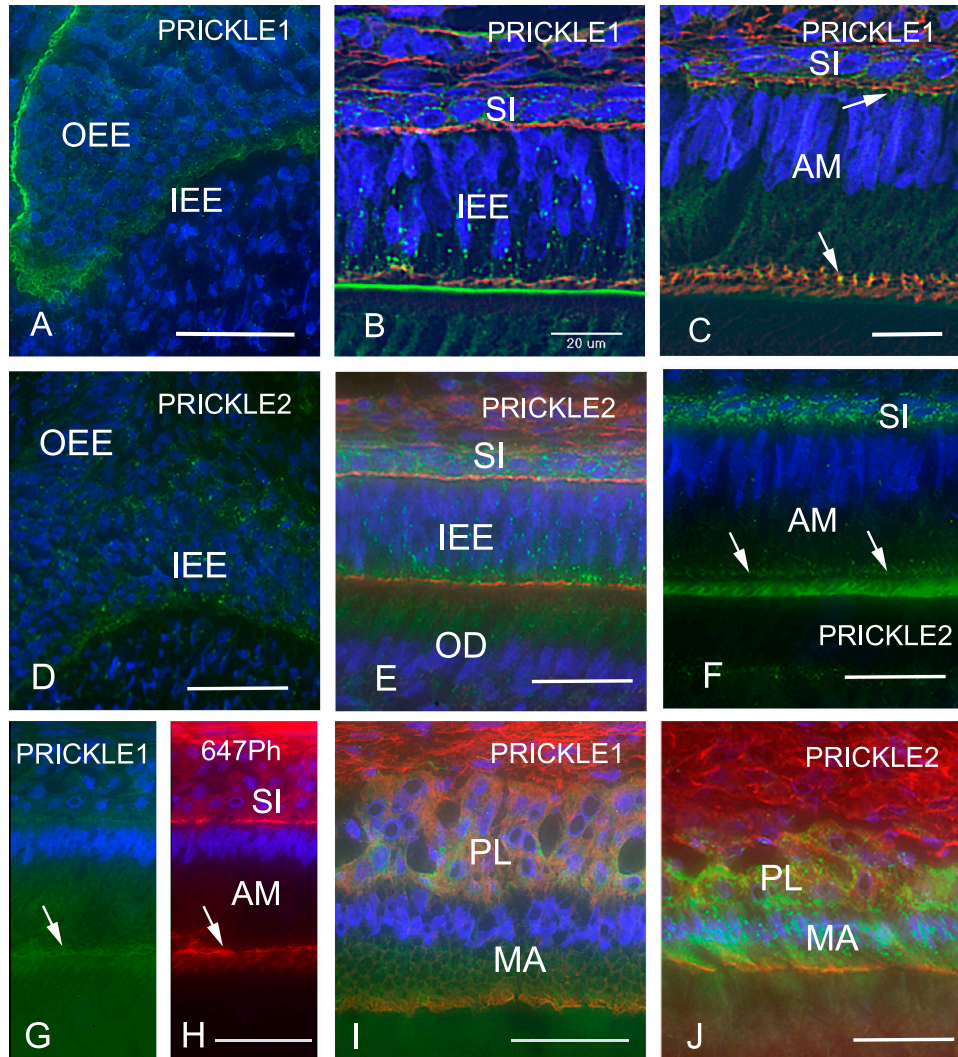 PRICKLE1
OEE
IEE
A
PRICKLE1
SI
IEE
B
20 um
PRICKLE1
SI
AM
C
PRICKLE2
OEE
IEE
D
PRICKLE2
SI
IEE
OD
E
SI
AM
PRICKLE2
F
PRICKLE1
G
647Ph
SI
AM
H
PRICKLE1
PL
MA
I
PRICKLE2
PL
MA
J